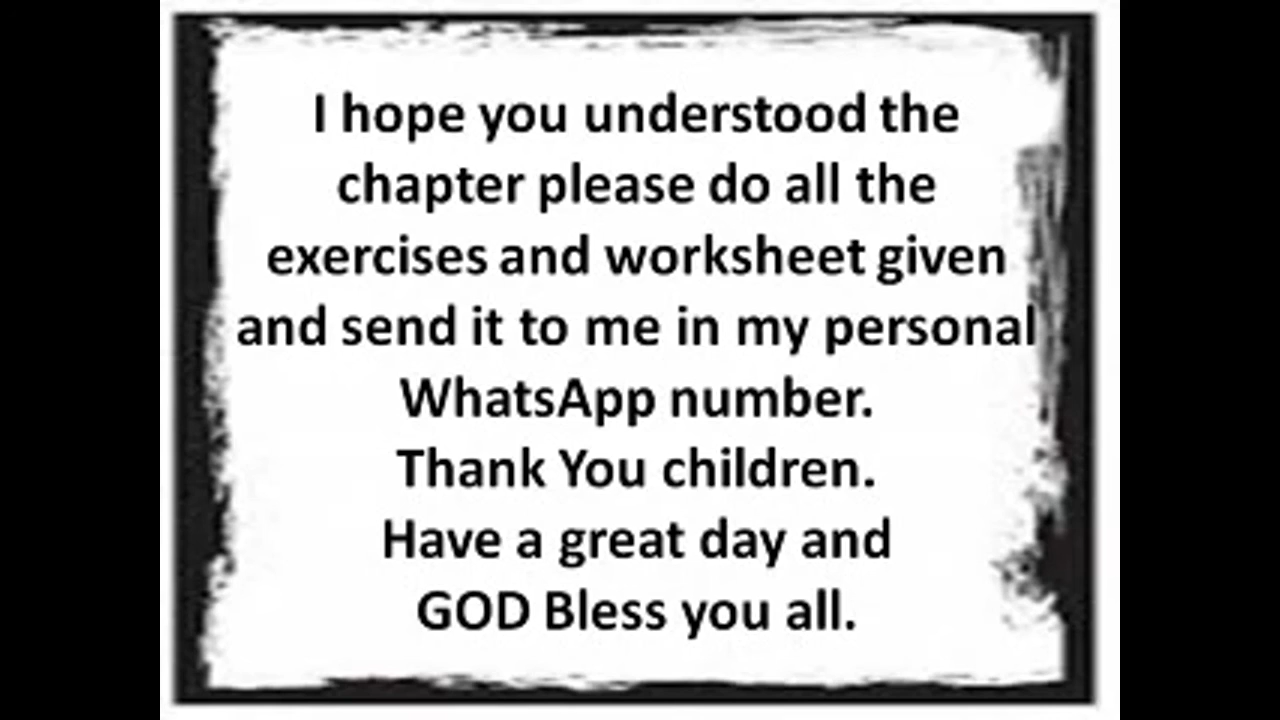 I hope you understood the
chapter please do all the
exercises and worksheet given
and send it to me in my personal
WhatsApp number.
Thank You children.
Have a great day and
GOD Bless you all.